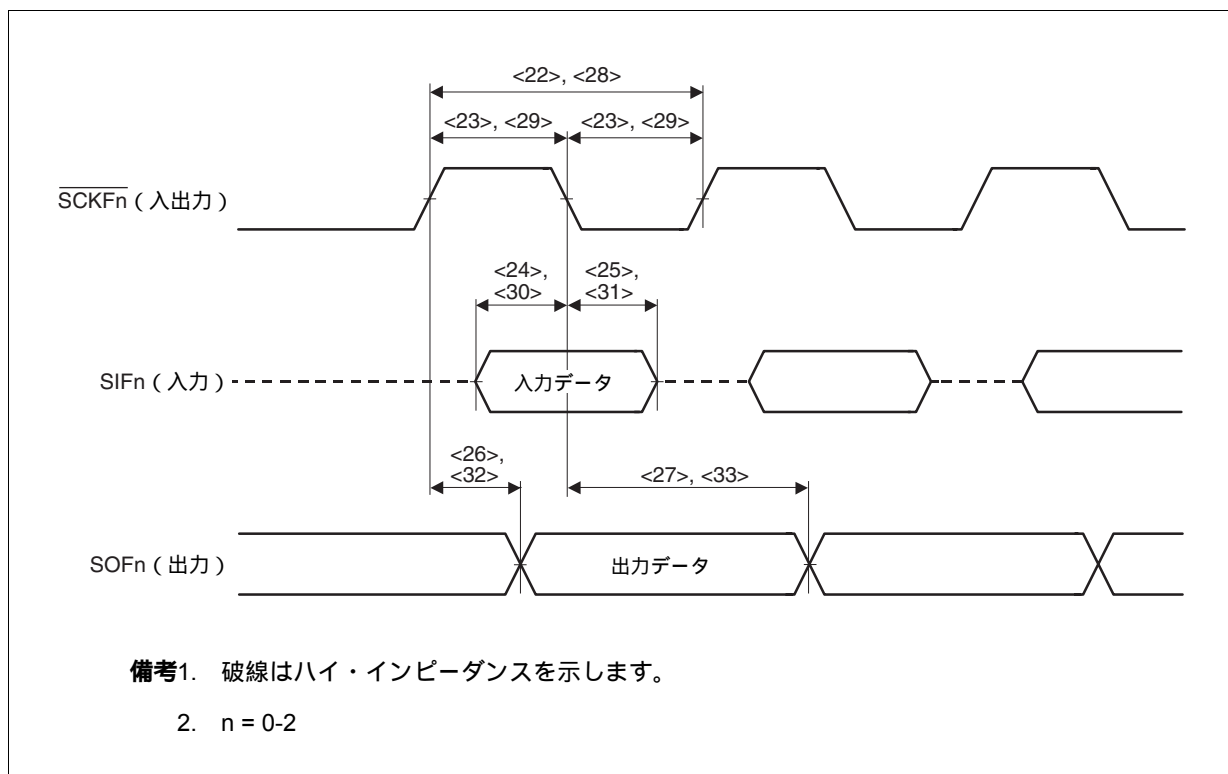 <22>, <28>
<23>, <29>
<23>, <29>
SCKFn（入出力）
<24>,
<30>
<25>,
<31>
SIFn（入力）
入力データ
<26>,
<32>
<27>, <33>
SOFn（出力）
出力データ
備考1. 破線はハイ・インピーダンスを示します。
2. n = 0-2